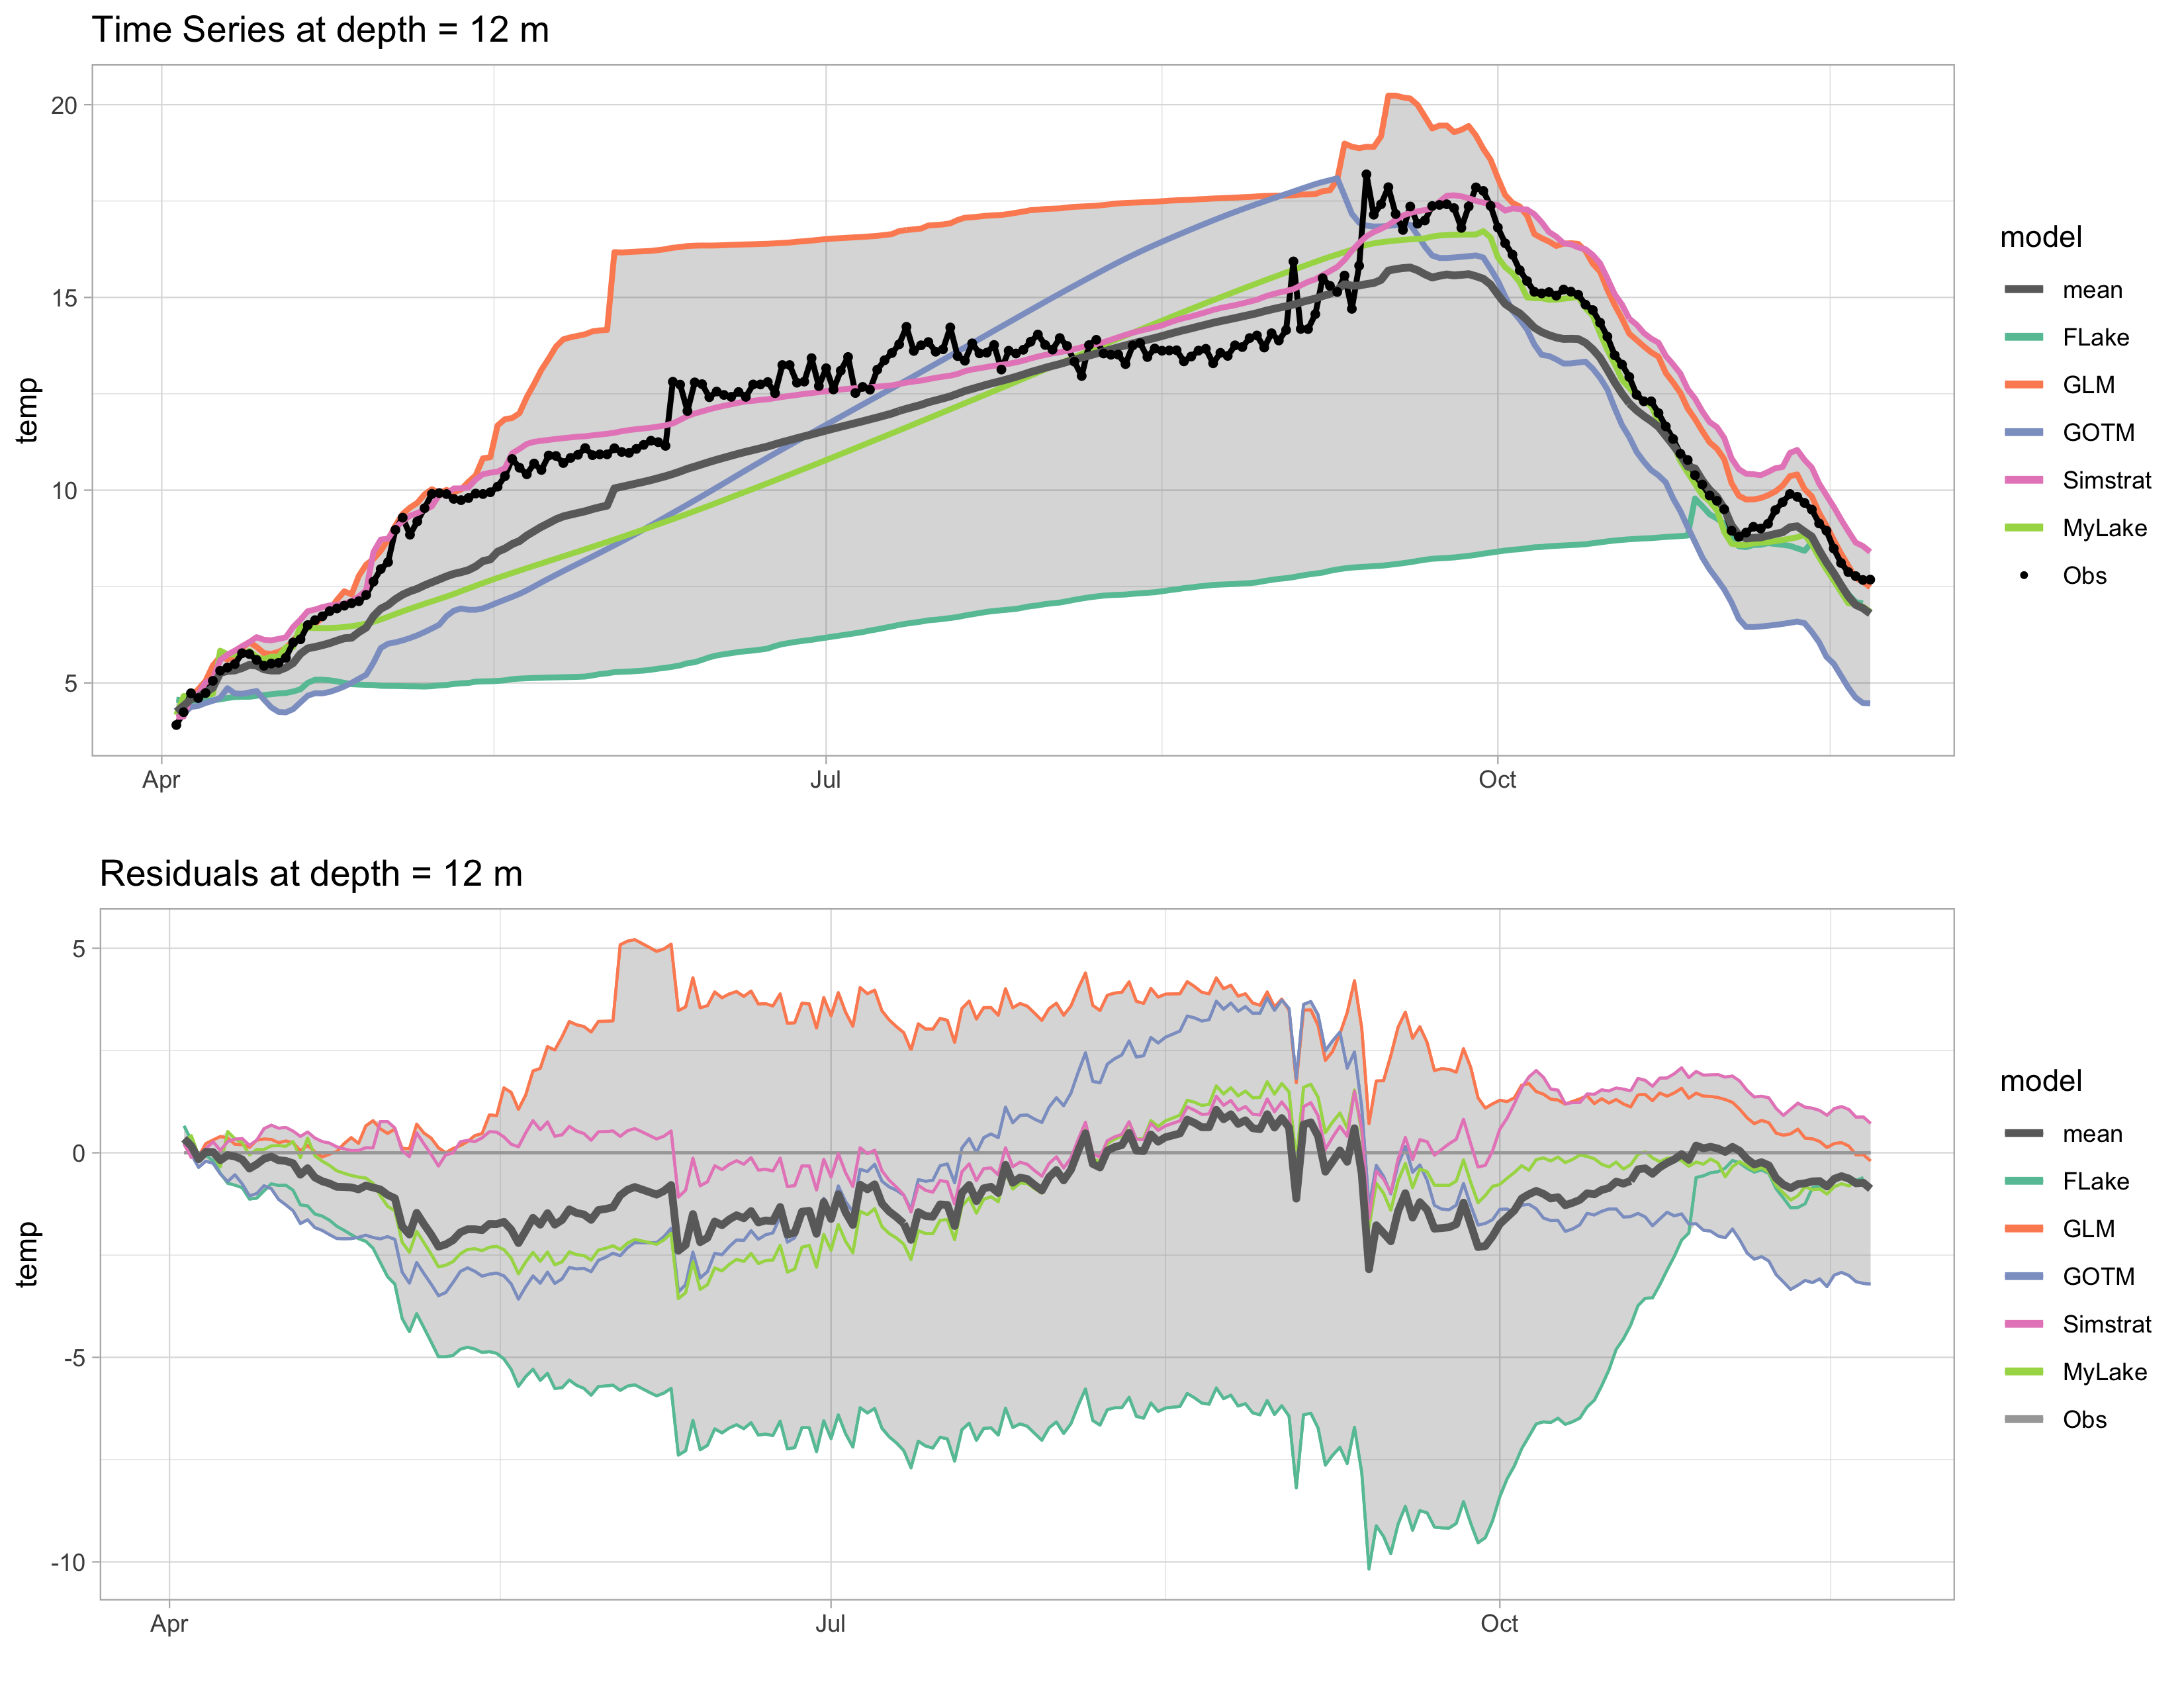 Time Series at depth = 12 m
temp
20
15
10
5
Apr
Jul
Oct
model
mean
FLake
GLM
GOTM
Simstrat
MyLake
Obs
Residuals at depth = 12 m
temp
5
0
-5
-10
Apr
Jul
Oct
model
mean
FLake
GLM
GOTM
Simstrat
MyLake
Obs